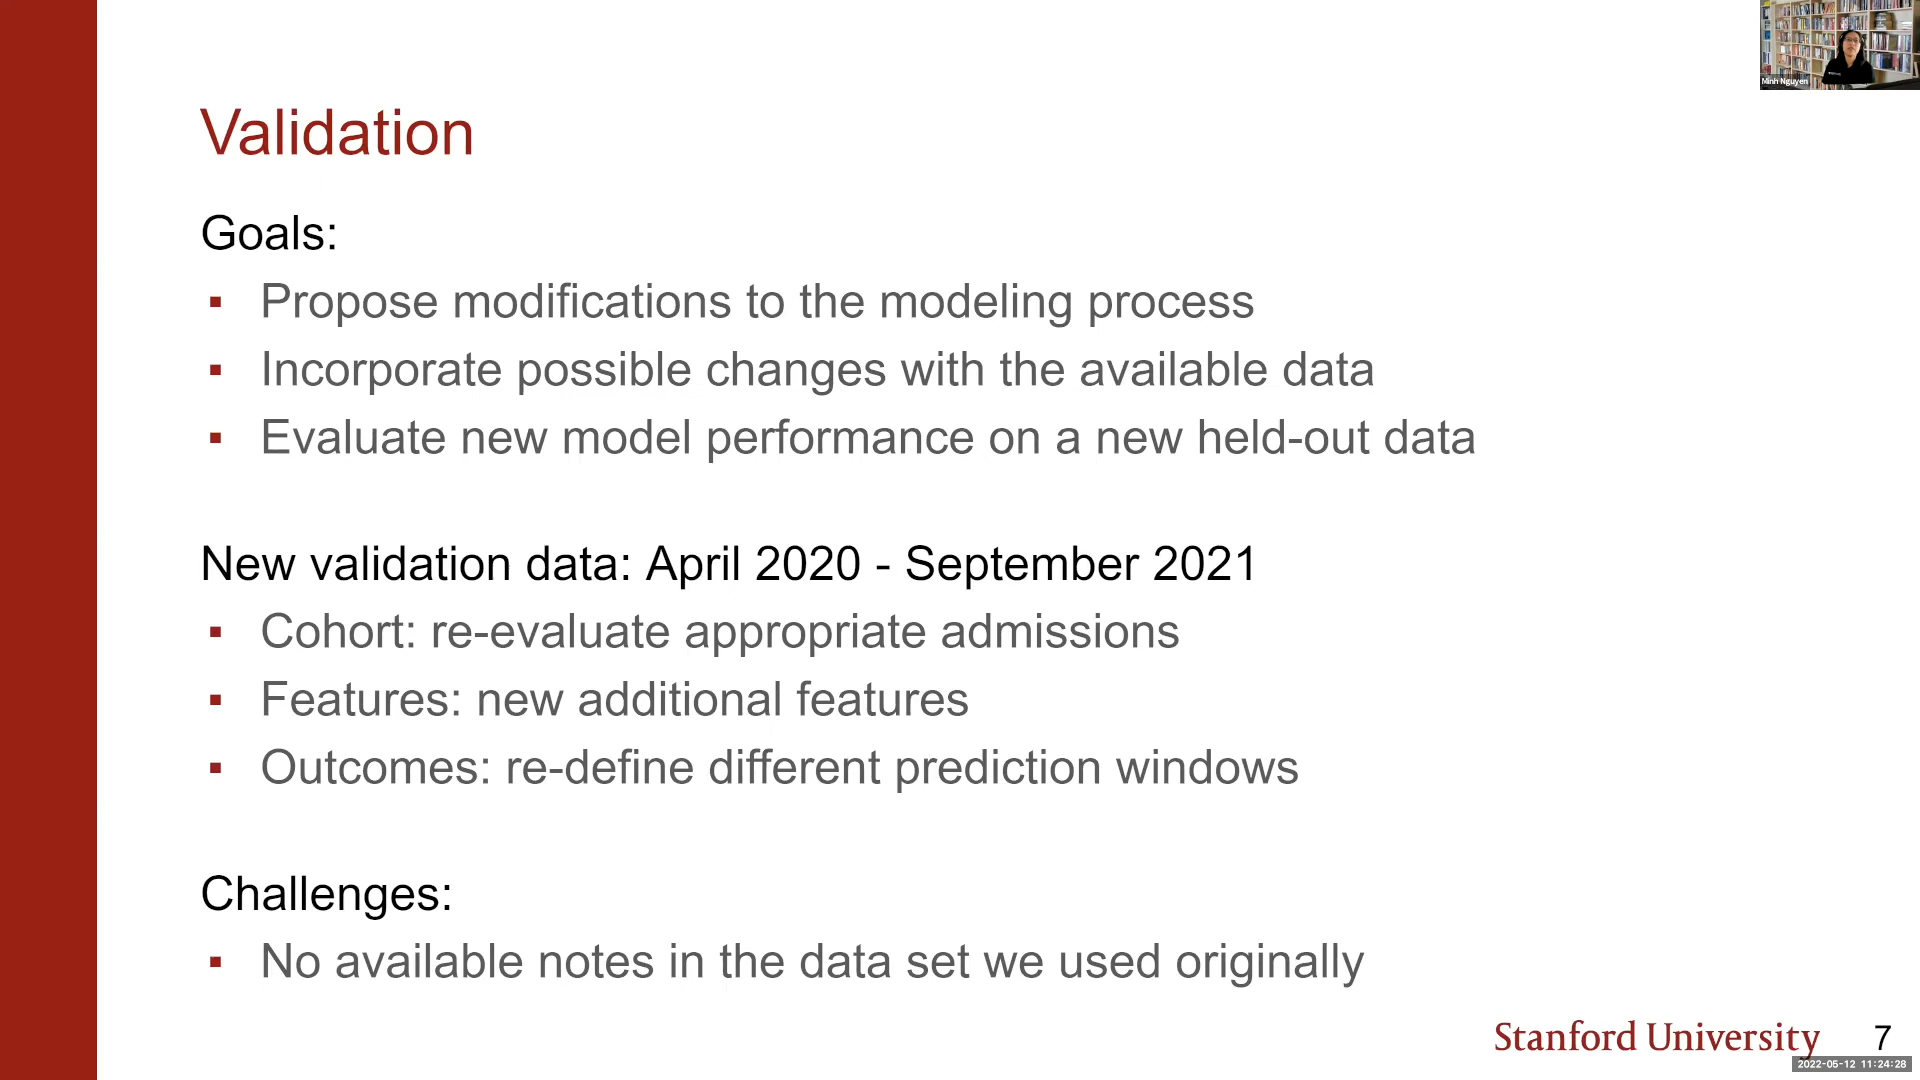 Minh Nguyen
Validation
Goals:
▪ Propose modifications to the modeling process
▪ Incorporate possible changes with the available data
▪ Evaluate new model performance on a new held-out data
New validation data: April 2020 - September 2021
▪ Cohort: re-evaluate appropriate admissions
▪ Features: new additional features
▪ Outcomes: re-define different prediction windows
Challenges:
▪ No available notes in the data set we used originally
Stanford University 7
2022-05-12 11:24:28